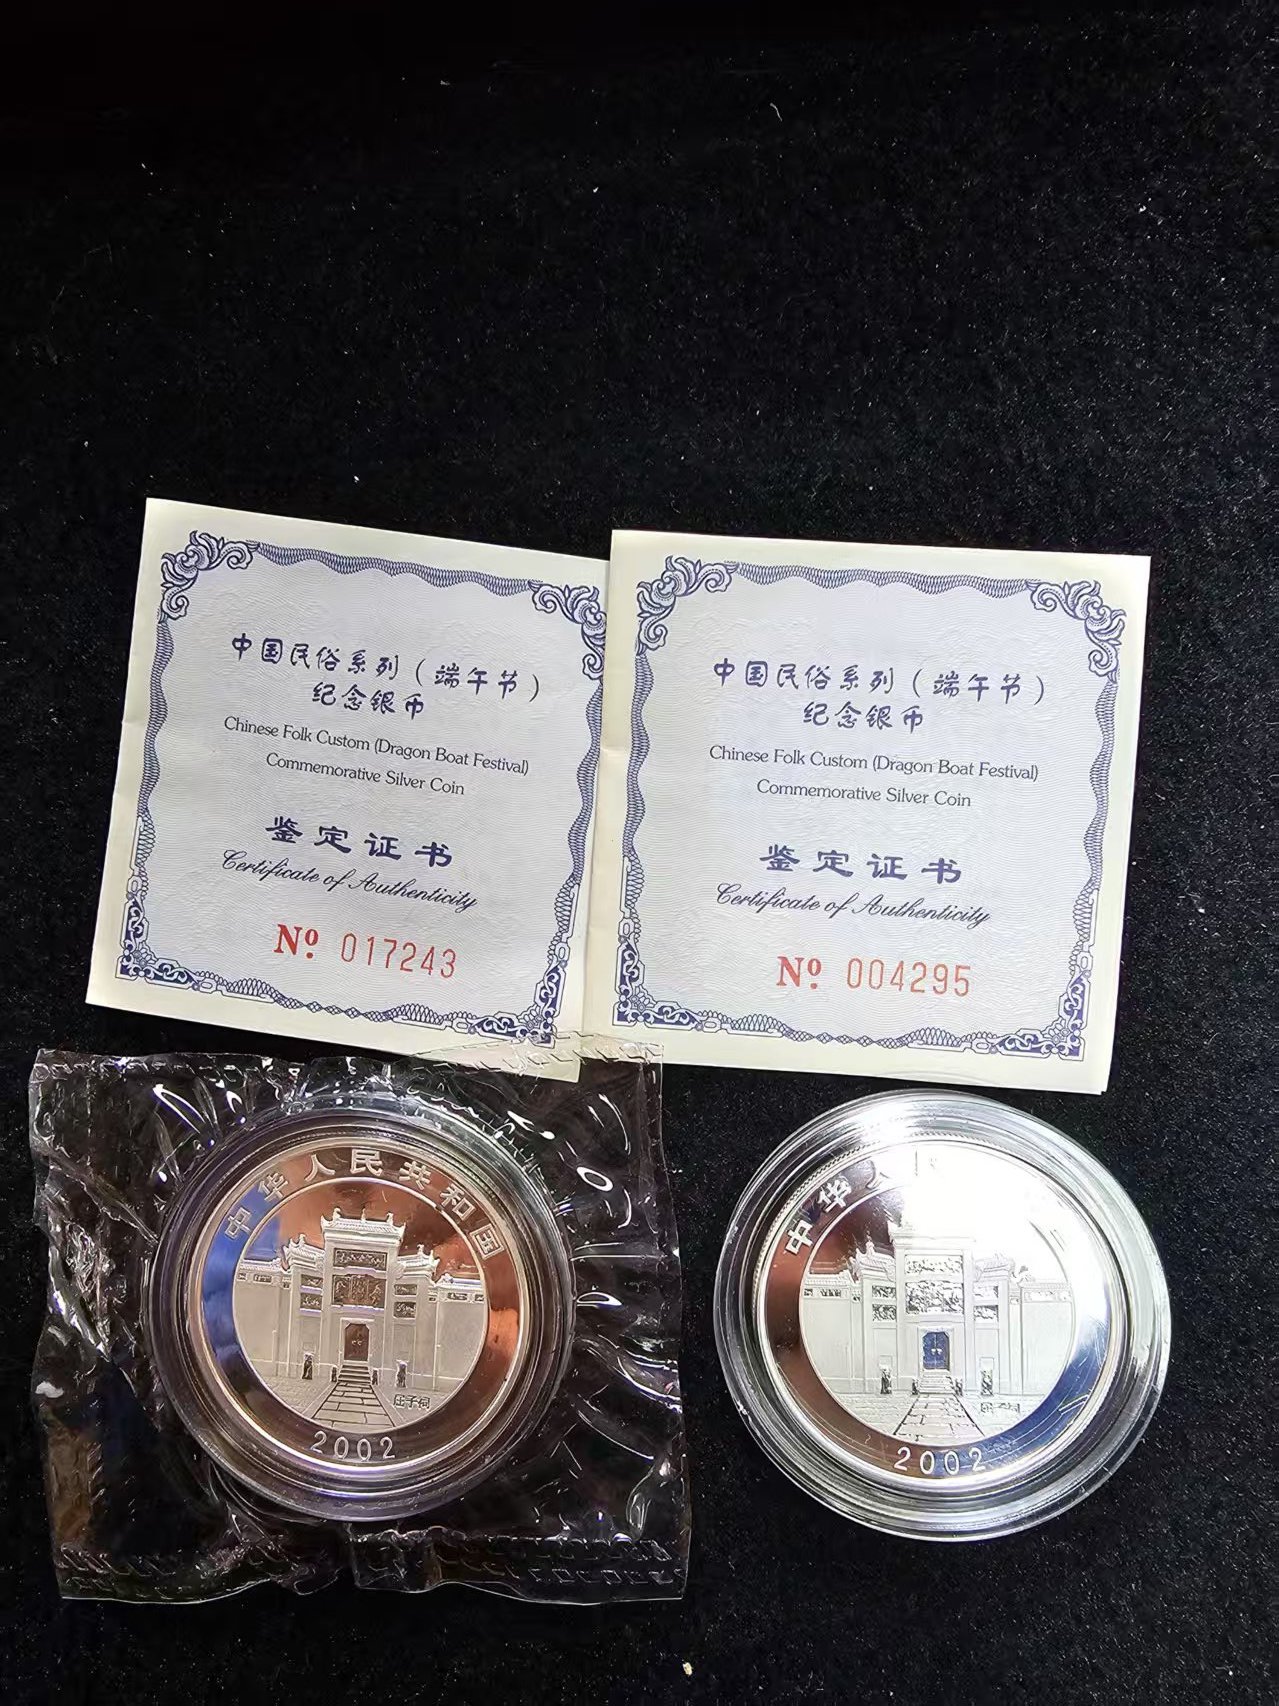 中国民俗系列（端午节）
纪念银币
Chinese Folk Custom (Dragon Boat Festival)
Commemorative Silver Coin
鉴定证书
Certificate of Authenticity
Nº. 017243
中国民俗系列（端午节）
纪念银币
Chinese Folk Custom (Dragon Boat Festival)
Commemorative Silver Coin
鉴定证书
Certificate of Authenticity
Nº. 004295
中华人民共和国
2002
中华人
2002